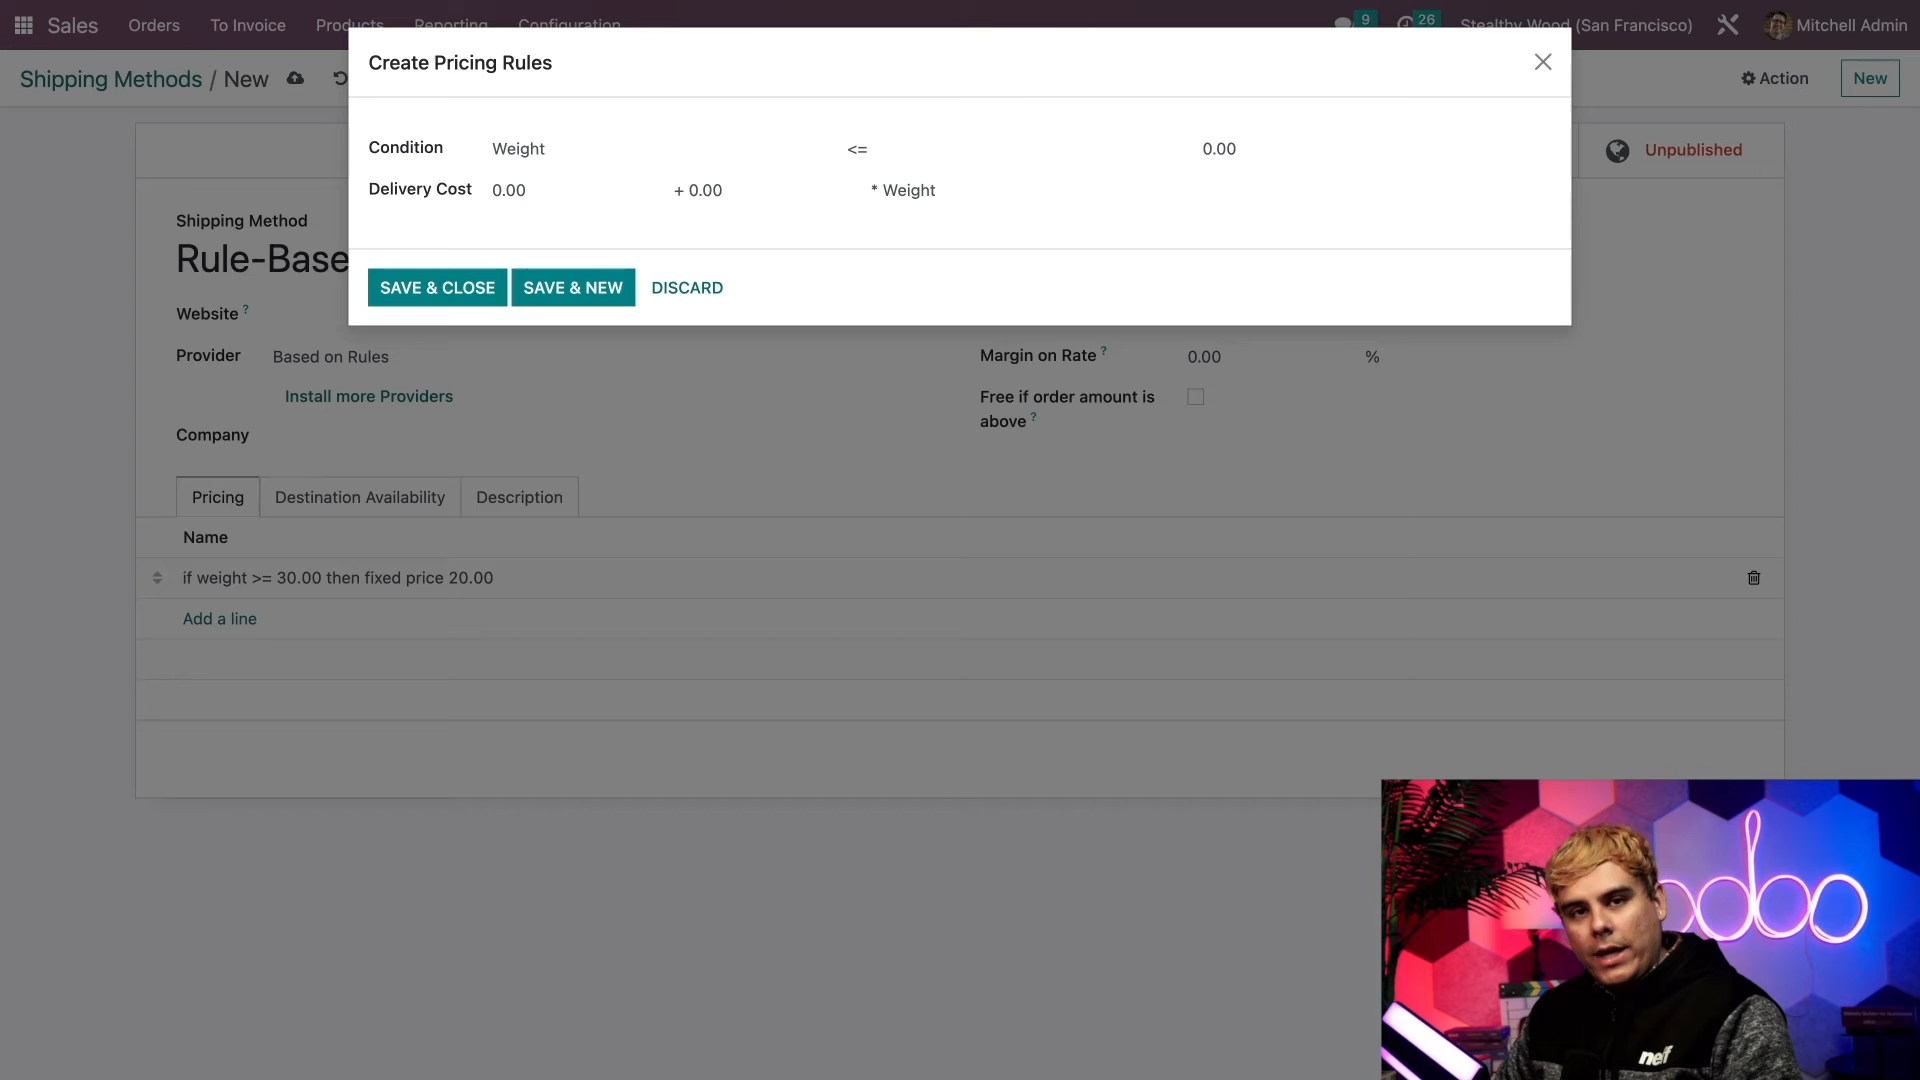 Sales Orders To Invoice Products Reporting Configuration 9 26 Stealthy Wood (San Francisco) Mitchell Admin
Shipping Methods / New Action New
Create Pricing Rules
Condition Weight <= 0.00
Delivery Cost 0.00 + 0.00 * Weight
SAVE & CLOSE SAVE & NEW DISCARD
Unpublished
Shipping Method
Rule-Base
Website ?
Provider Based on Rules Margin on Rate ? 0.00 %
Install more Providers Free if order amount is
above ?
Company
Pricing Destination Availability Description
Name
if weight >= 30.00 then fixed price 20.00
Add a line
odoo
neff